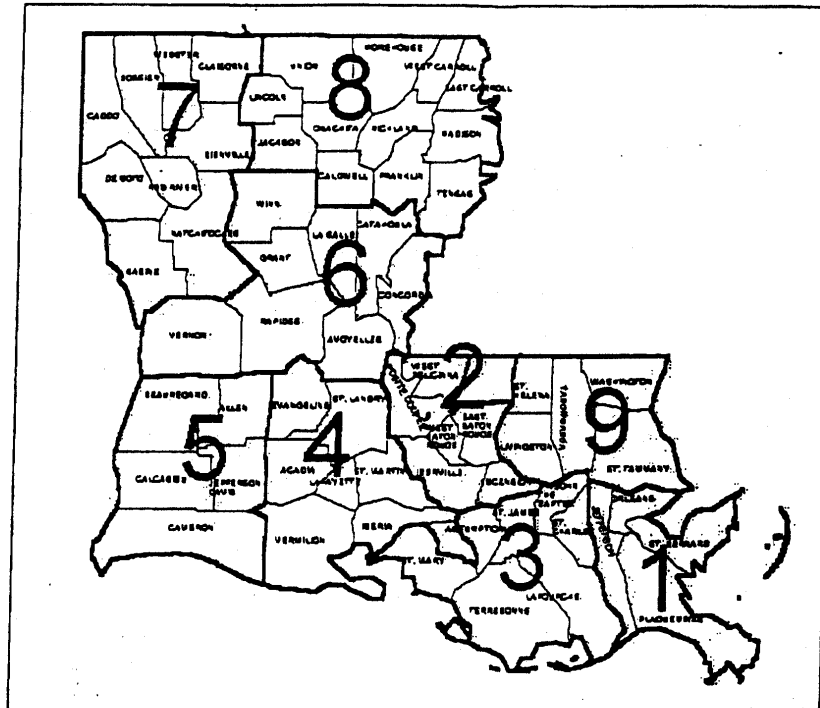 WEBSTER
CLAIBORNE
UNION
MOREHOUSE
WEST CARROLL
EAST CARROLL
BOSSIER
CADDO
7
LINCOLN
8
OUACHITA
RICHLAND
MADISON
BIENVILLE
JACKSON
DE SOTO
RED RIVER
CALDWELL
FRANKLIN
TENSAS
WINN
NATCHITOCHES
LA SALLE
CATAHOULA
SABINE
GRANT
6
CONCORDIA
VERNON
RAPIDES
AVOYELLES
WEST
FELICIANA
2
POINTE COUPEE
ST.
HELENA
TANGIPAHOA
WASHINGTON
BEAUREGARD
ALLEN
EVANGELINE
ST. LANDRY
5
4
WEST
BATON
ROUGE
EAST
BATON
ROUGE
LIVINGSTON
9
ST. TAMMANY
CALCASIEU
JEFFERSON
DAVIS
ACADIA
LAFAYETTE
ST. MARTIN
IBERVILLE
ASCENSION
ORLEANS
CAMERON
VERMILION
IBERIA
ASSUMPTION
ST. JAMES
ST.
CHARLES
ST. BERNARD
ST. MARY
3
1
TERREBONNE
LAFOURCHE
PLAQUEMINES